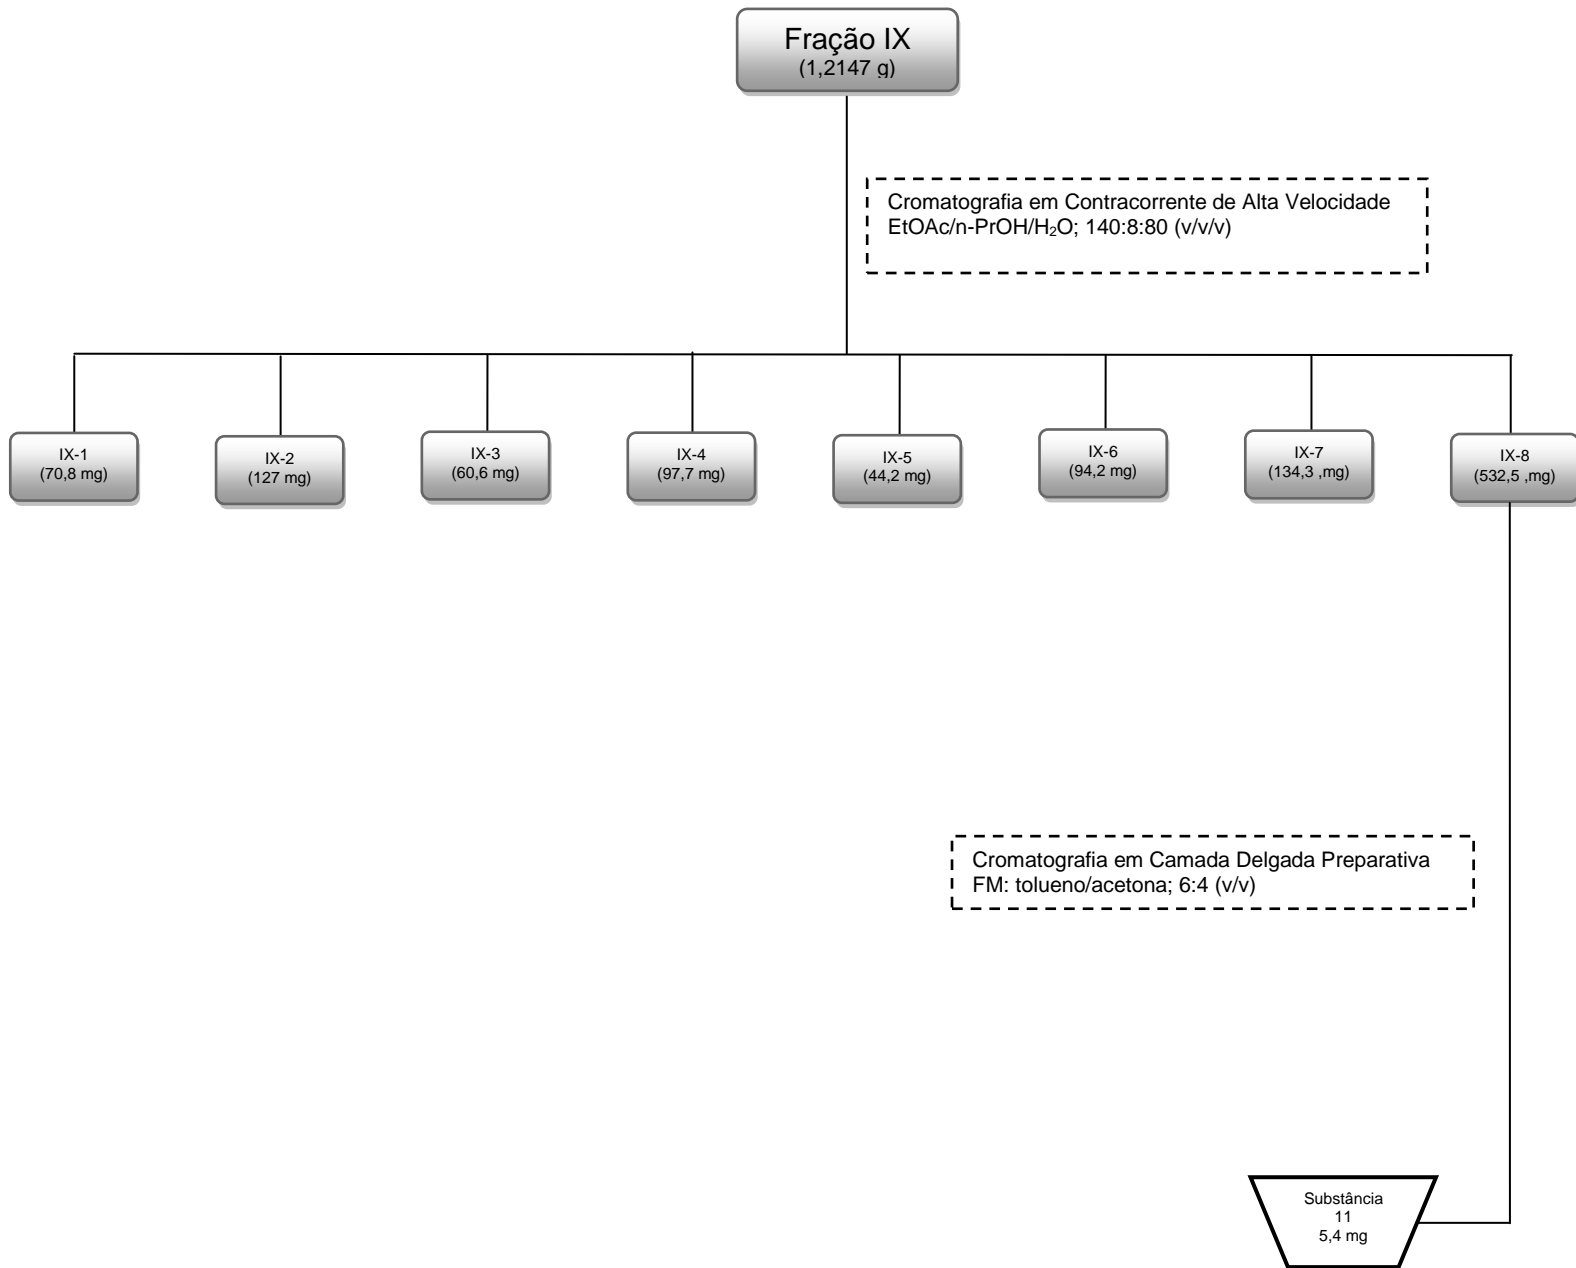 Fração IX
(1,2147 g)
Cromatografia em Contracorrente de Alta Velocidade
EtOAc/n-PrOH/H₂O; 140:8:80 (v/v/v)
IX-1
(70,8 mg)
IX-2
(127 mg)
IX-3
(60,6 mg)
IX-4
(97,7 mg)
IX-5
(44,2 mg)
IX-6
(94,2 mg)
IX-7
(134,3 ,mg)
IX-8
(532,5 ,mg)
Cromatografia em Camada Delgada Preparativa
FM: tolueno/acetona; 6:4 (v/v)
Substância
11
5,4 mg